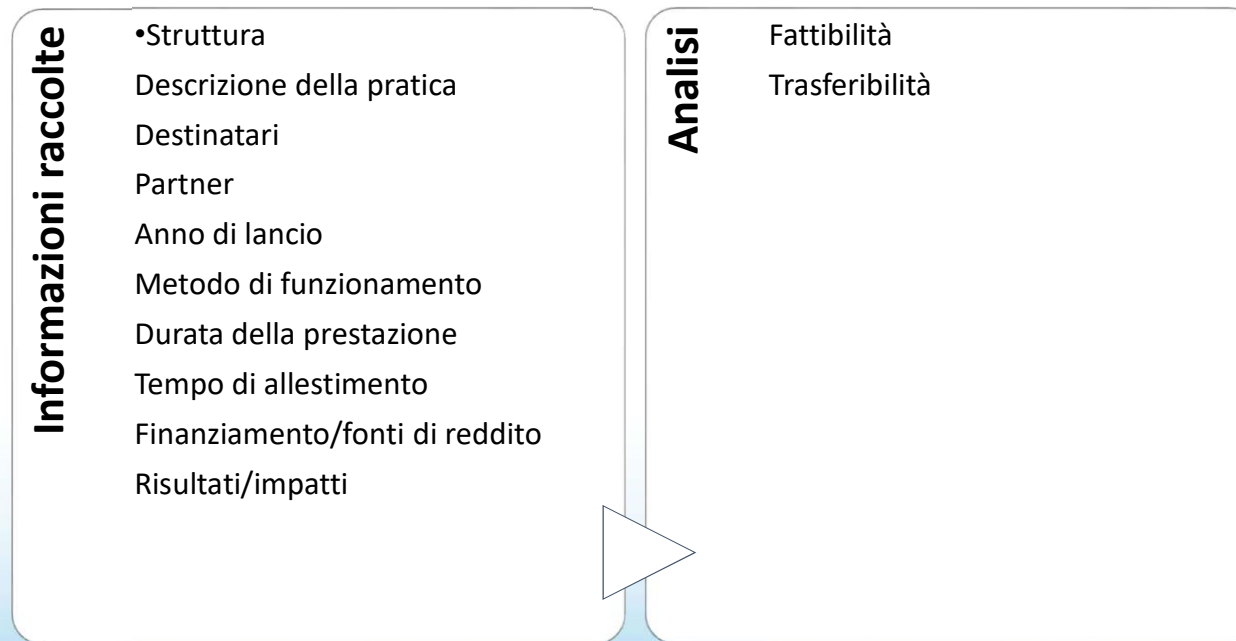 Informazioni raccolte
•Struttura
Descrizione della pratica
Destinatari
Partner
Anno di lancio
Metodo di funzionamento
Durata della prestazione
Tempo di allestimento
Finanziamento/fonti di reddito
Risultati/impatti
Analisi
Fattibilità
Trasferibilità